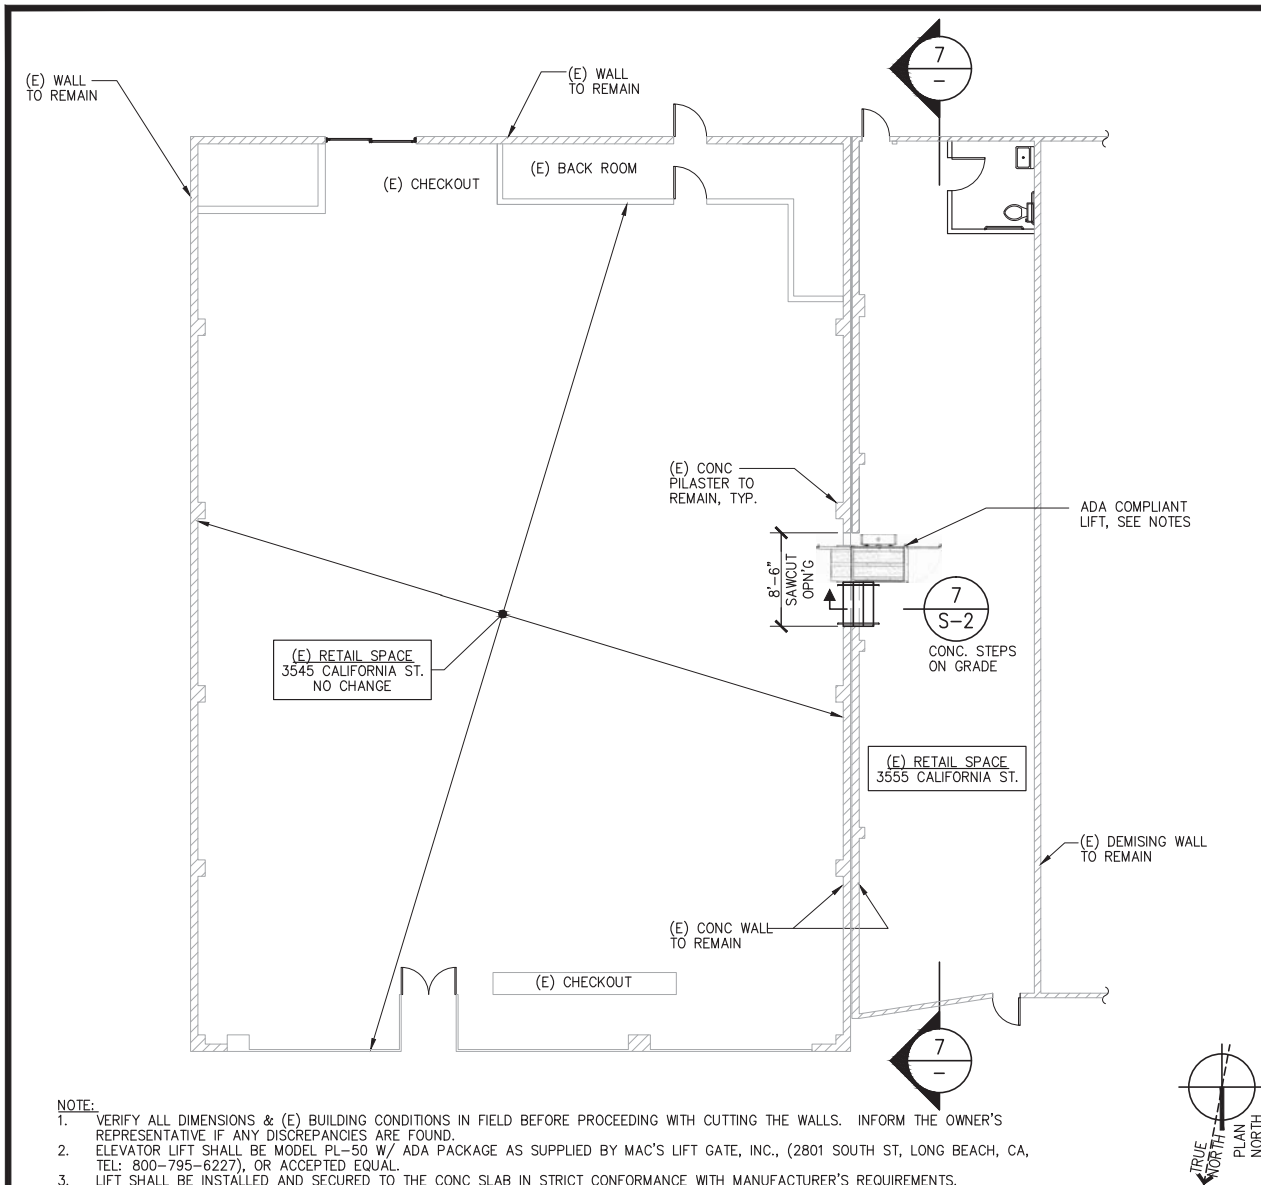 7
–
(E) WALL
TO REMAIN
(E) WALL
TO REMAIN
(E) BACK ROOM
(E) CHECKOUT
(E) CONC
PILASTER TO
REMAIN, TYP.
ADA COMPLIANT
LIFT, SEE NOTES
8'-6"
SAWCUT
OPN'G
7
S-2
CONC. STEPS
ON GRADE
(E) RETAIL SPACE
3545 CALIFORNIA ST.
NO CHANGE
(E) RETAIL SPACE
3555 CALIFORNIA ST.
(E) DEMISING WALL
TO REMAIN
(E) CONC WALL
TO REMAIN
(E) CHECKOUT
7
–
TRUE
NORTH
PLAN
NORTH
NOTE:
1. VERIFY ALL DIMENSIONS & (E) BUILDING CONDITIONS IN FIELD BEFORE PROCEEDING WITH CUTTING THE WALLS. INFORM THE OWNER'S
REPRESENTATIVE IF ANY DISCREPANCIES ARE FOUND.
2. ELEVATOR LIFT SHALL BE MODEL PL-50 W/ ADA PACKAGE AS SUPPLIED BY MAC'S LIFT GATE, INC., (2801 SOUTH ST, LONG BEACH, CA,
TEL: 800-795-6227), OR ACCEPTED EQUAL.
3. LIFT SHALL BE INSTALLED AND SECURED TO THE CONC SLAB IN STRICT CONFORMANCE WITH MANUFACTURER'S REQUIREMENTS.